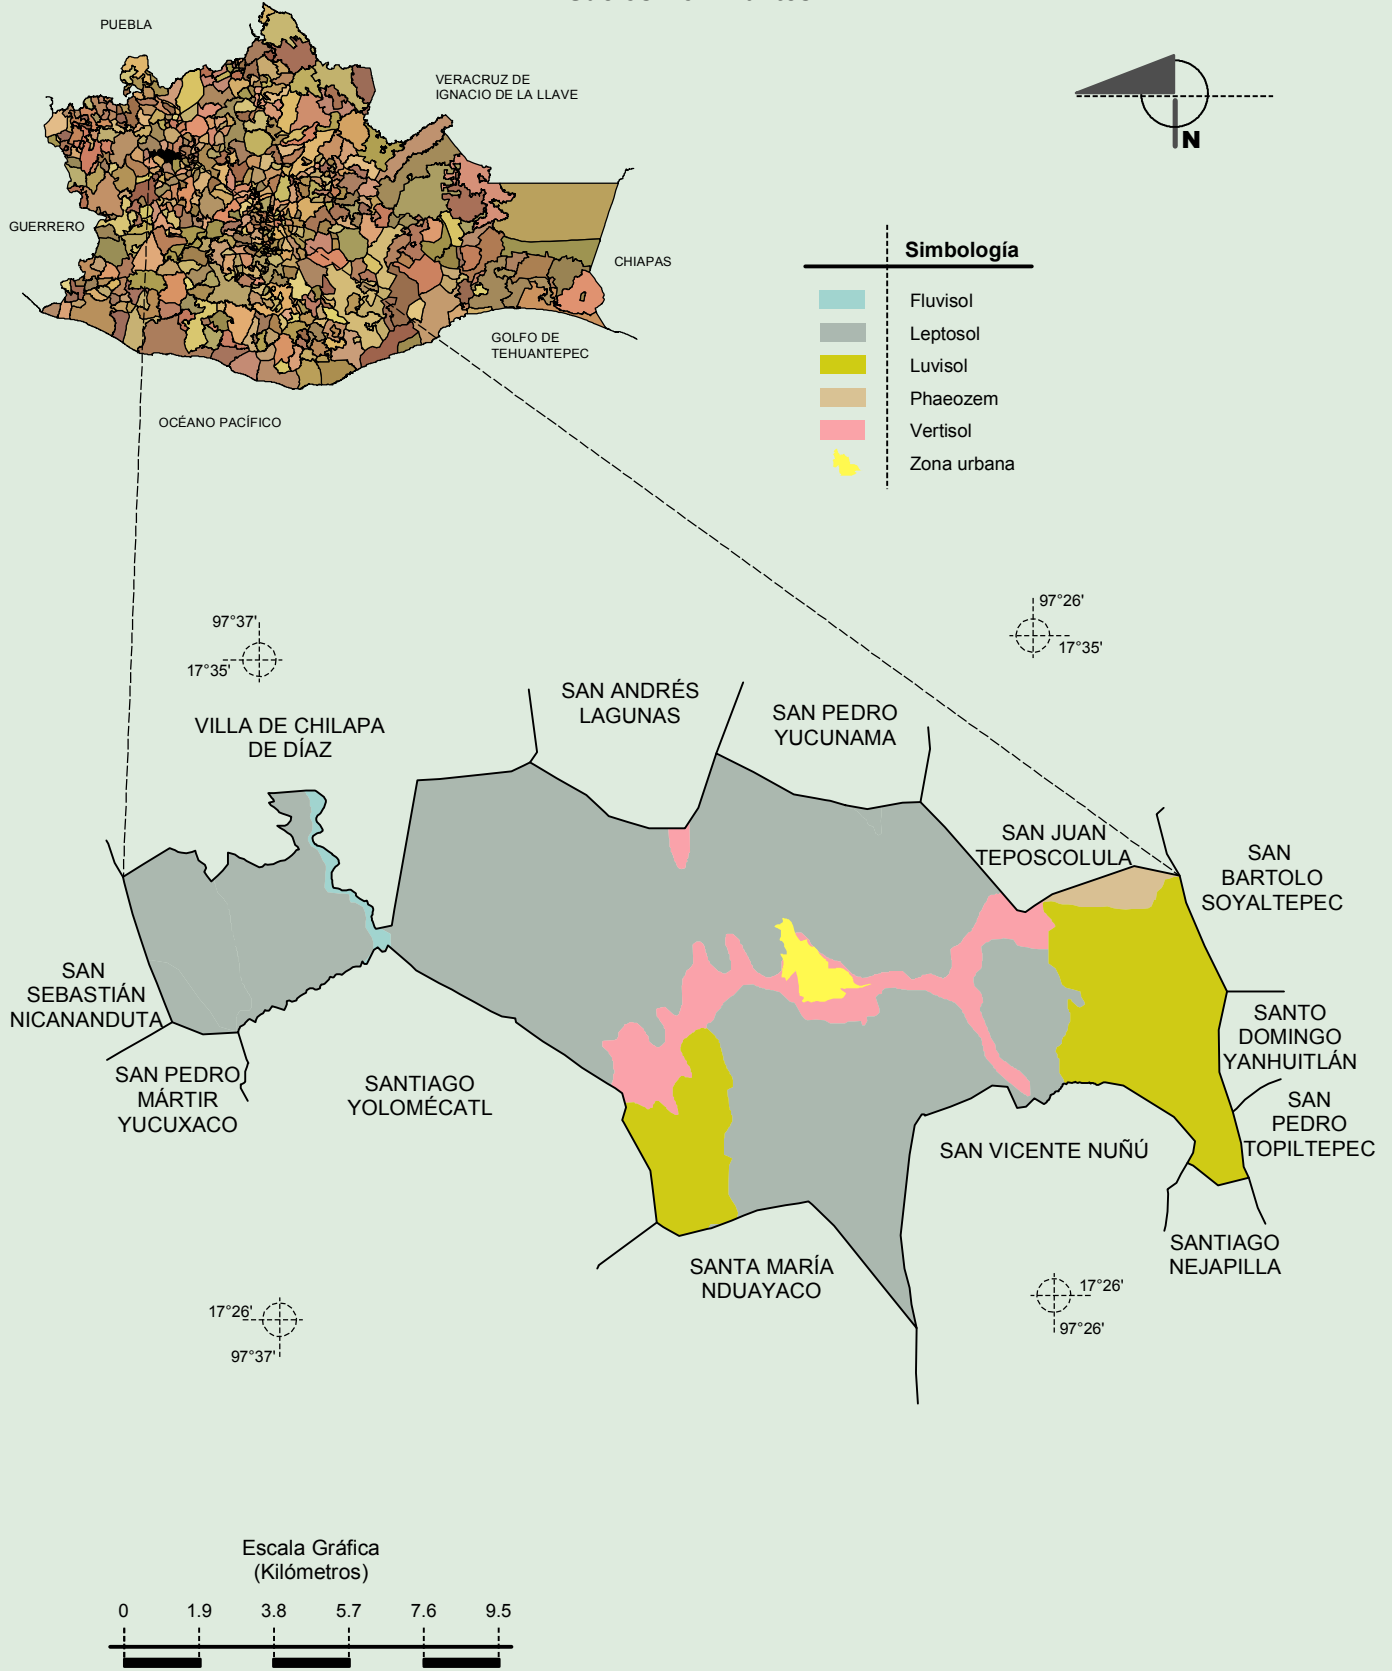 PUEBLA
VERACRUZ DE
IGNACIO DE LA LLAVE
GUERRERO
CHIAPAS
GOLFO DE
TEHUANTEPEC
OCÉANO PACÍFICO
N
Simbología
Fluvisol
Leptosol
Luvisol
Phaeozem
Vertisol
Zona urbana
97°37'
17°35'
97°26'
17°35'
VILLA DE CHILAPA
DE DÍAZ
SAN ANDRÉS
LAGUNAS
SAN PEDRO
YUCUNAMA
SAN JUAN
TEPOSCOLULA
SAN
BARTOLO
SOYALTEPEC
SAN
SEBASTIÁN
NICANANDUTA
SAN PEDRO
MÁRTIR
YUCUXACO
SANTIAGO
YOLOMÉCATL
SANTO
DOMINGO
YANHUITLÁN
SAN
PEDRO
TOPILTEPEC
SAN VICENTE NUÑÚ
SANTIAGO
NEJAPILLA
SANTA MARÍA
NDUAYACO
17°26'
97°37'
17°26'
97°26'
Escala Gráfica
(Kilómetros)
0 1.9 3.8 5.7 7.6 9.5